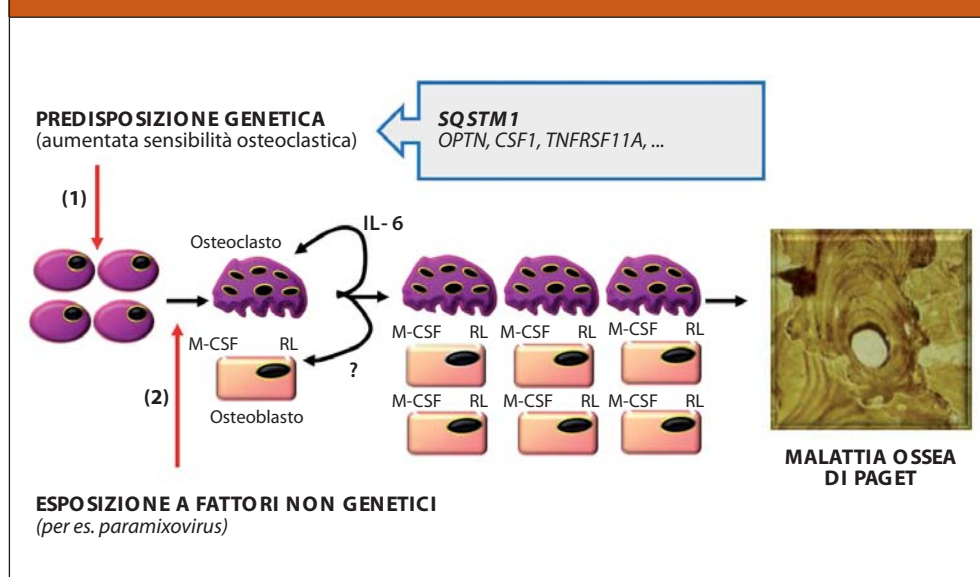 PREDISPOSIZIONE GENETICA
(aumentata sensibilità osteoclastica)
SQSTM1
OPTN, CSF1, TNFRSF11A, ...
(1)
IL-6
Osteoclasto
M-CSF RL
?
Osteoblasto
(2)
M-CSF RL M-CSF RL M-CSF RL
M-CSF RL M-CSF RL M-CSF RL
MALATTIA OSSEA
DI PAGET
ESPOSIZIONE A FATTORI NON GENETICI
(per es. paramixovirus)